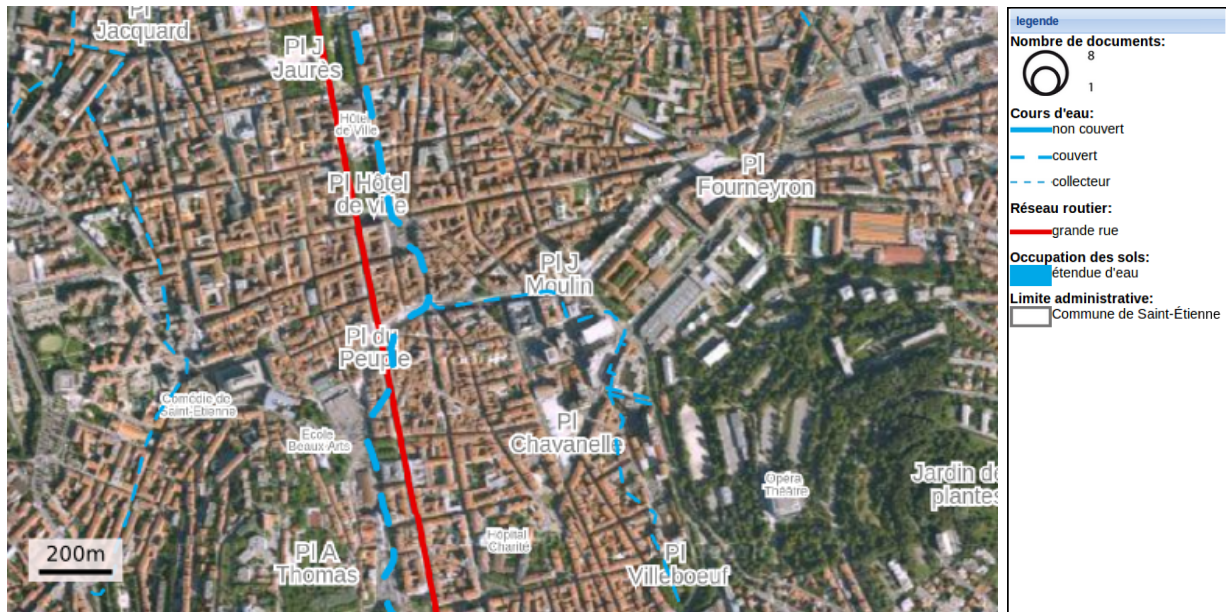 Pl
Jacquard
Pl J
Jaurès
Hôtel
de Ville
Pl Hôtel
de ville
Pl
Fourneyron
Pl J
Moulin
Pl du
Peuple
Comédie de
Saint-Etienne
Ecole
Beaux Arts
Pl
Chavanelle
Opéra
Théâtre
Jardin de
plantes
Hôpital
Charité
Pl A
Thomas
Pl
Villeboeuf
200m
legende
Nombre de documents:
8
1
Cours d'eau:
non couvert
couvert
collecteur
Réseau routier:
grande rue
Occupation des sols:
étendue d'eau
Limite administrative:
Commune de Saint-Étienne